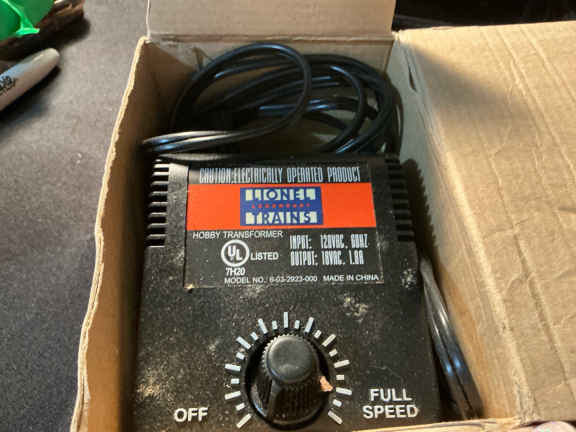 CAUTION:ELECTRICALLY OPERATED PRODUCT
LIONEL
LEGENDARY
TRAINS
HOBBY TRANSFORMER
UL LISTED
7H20
INPUT: 120VAC, 60HZ
OUTPUT: 18VAC, 1.0A
MODEL NO.: 6-03-2923-000 MADE IN CHINA
OFF
FULL
SPEED